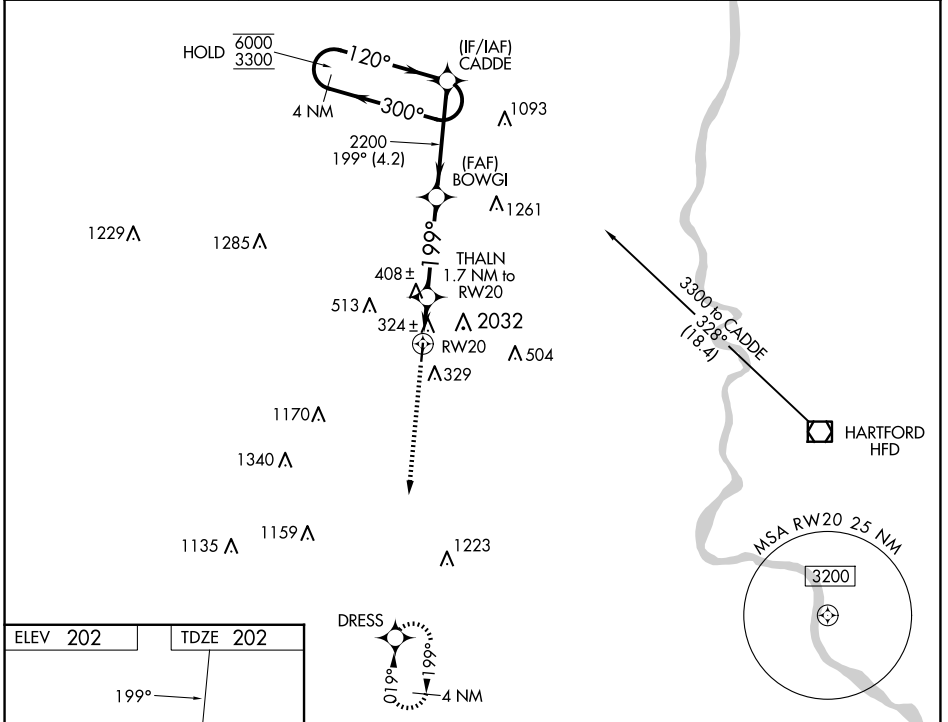 HOLD 6000
3300
120°
300°
4 NM
(IF/IAF)
CADDE
1093
2200
199° (4.2)
(FAF)
BOWGI
1261
1229
1285
199°
THALN
1.7 NM to
RW20
408±
513
324±
2032
RW20
504
329
3300 to CADDE
328°
(18.4)
HARTFORD
HFD
1170
1340
1159
1135
1223
MSA RW20 25 NM
3200
DRESS
019°
199°
4 NM
ELEV 202
TDZE 202
199°